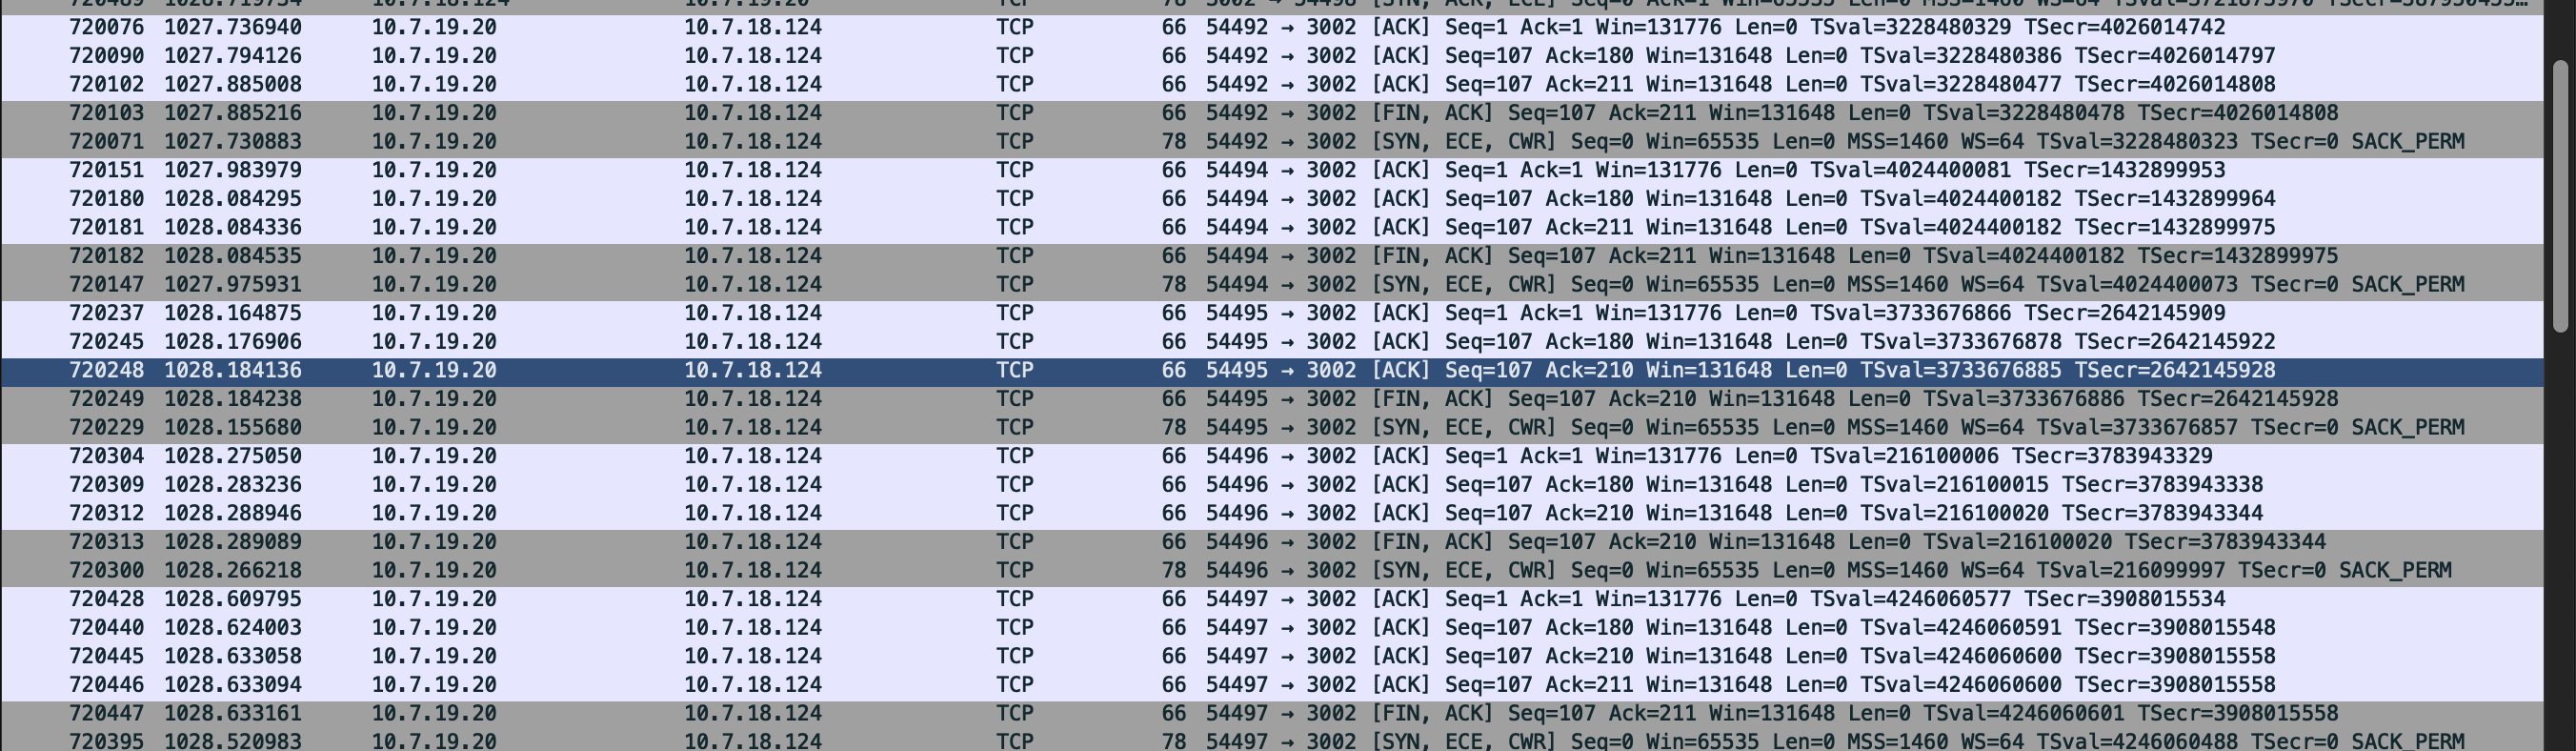 720489 1028.719734 10.7.18.124 10.7.19.20 TCP 78 3002 → 54498 [SYN, ACK, ECE] Seq=0 Ack=1 Win=65535 Len=0 MSS=1460 WS=64
720076 1027.736940 10.7.19.20 10.7.18.124 TCP 66 54492 → 3002 [ACK] Seq=1 Ack=1 Win=131776 Len=0 TSval=3228480329 TSecr=4026014742
720090 1027.794126 10.7.19.20 10.7.18.124 TCP 66 54492 → 3002 [ACK] Seq=107 Ack=180 Win=131648 Len=0 TSval=3228480386 TSecr=4026014797
720102 1027.885008 10.7.19.20 10.7.18.124 TCP 66 54492 → 3002 [ACK] Seq=107 Ack=211 Win=131648 Len=0 TSval=3228480477 TSecr=4026014808
720103 1027.885216 10.7.19.20 10.7.18.124 TCP 66 54492 → 3002 [FIN, ACK] Seq=107 Ack=211 Win=131648 Len=0 TSval=3228480478 TSecr=4026014808
720071 1027.730883 10.7.19.20 10.7.18.124 TCP 78 54492 → 3002 [SYN, ECE, CWR] Seq=0 Win=65535 Len=0 MSS=1460 WS=64 TSval=3228480323 TSecr=0 SACK_PERM
720151 1027.983979 10.7.19.20 10.7.18.124 TCP 66 54494 → 3002 [ACK] Seq=1 Ack=1 Win=131776 Len=0 TSval=4024400081 TSecr=1432899953
720180 1028.084295 10.7.19.20 10.7.18.124 TCP 66 54494 → 3002 [ACK] Seq=107 Ack=180 Win=131648 Len=0 TSval=4024400182 TSecr=1432899964
720181 1028.084336 10.7.19.20 10.7.18.124 TCP 66 54494 → 3002 [ACK] Seq=107 Ack=211 Win=131648 Len=0 TSval=4024400182 TSecr=1432899975
720182 1028.084535 10.7.19.20 10.7.18.124 TCP 66 54494 → 3002 [FIN, ACK] Seq=107 Ack=211 Win=131648 Len=0 TSval=4024400182 TSecr=1432899975
720147 1027.975931 10.7.19.20 10.7.18.124 TCP 78 54494 → 3002 [SYN, ECE, CWR] Seq=0 Win=65535 Len=0 MSS=1460 WS=64 TSval=4024400073 TSecr=0 SACK_PERM
720237 1028.164875 10.7.19.20 10.7.18.124 TCP 66 54495 → 3002 [ACK] Seq=1 Ack=1 Win=131776 Len=0 TSval=3733676866 TSecr=2642145909
720245 1028.176906 10.7.19.20 10.7.18.124 TCP 66 54495 → 3002 [ACK] Seq=107 Ack=180 Win=131648 Len=0 TSval=3733676878 TSecr=2642145922
720248 1028.184136 10.7.19.20 10.7.18.124 TCP 66 54495 → 3002 [ACK] Seq=107 Ack=210 Win=131648 Len=0 TSval=3733676885 TSecr=2642145928
720249 1028.184238 10.7.19.20 10.7.18.124 TCP 66 54495 → 3002 [FIN, ACK] Seq=107 Ack=210 Win=131648 Len=0 TSval=3733676886 TSecr=2642145928
720229 1028.155680 10.7.19.20 10.7.18.124 TCP 78 54495 → 3002 [SYN, ECE, CWR] Seq=0 Win=65535 Len=0 MSS=1460 WS=64 TSval=3733676857 TSecr=0 SACK_PERM
720304 1028.275050 10.7.19.20 10.7.18.124 TCP 66 54496 → 3002 [ACK] Seq=1 Ack=1 Win=131776 Len=0 TSval=216100006 TSecr=3783943329
720309 1028.283236 10.7.19.20 10.7.18.124 TCP 66 54496 → 3002 [ACK] Seq=107 Ack=180 Win=131648 Len=0 TSval=216100015 TSecr=3783943338
720312 1028.288946 10.7.19.20 10.7.18.124 TCP 66 54496 → 3002 [ACK] Seq=107 Ack=210 Win=131648 Len=0 TSval=216100020 TSecr=3783943344
720313 1028.289089 10.7.19.20 10.7.18.124 TCP 66 54496 → 3002 [FIN, ACK] Seq=107 Ack=210 Win=131648 Len=0 TSval=216100020 TSecr=3783943344
720300 1028.266218 10.7.19.20 10.7.18.124 TCP 78 54496 → 3002 [SYN, ECE, CWR] Seq=0 Win=65535 Len=0 MSS=1460 WS=64 TSval=216099997 TSecr=0 SACK_PERM
720428 1028.609795 10.7.19.20 10.7.18.124 TCP 66 54497 → 3002 [ACK] Seq=1 Ack=1 Win=131776 Len=0 TSval=4246060577 TSecr=3908015534
720440 1028.624003 10.7.19.20 10.7.18.124 TCP 66 54497 → 3002 [ACK] Seq=107 Ack=180 Win=131648 Len=0 TSval=4246060591 TSecr=3908015548
720445 1028.633058 10.7.19.20 10.7.18.124 TCP 66 54497 → 3002 [ACK] Seq=107 Ack=210 Win=131648 Len=0 TSval=4246060600 TSecr=3908015558
720446 1028.633094 10.7.19.20 10.7.18.124 TCP 66 54497 → 3002 [ACK] Seq=107 Ack=211 Win=131648 Len=0 TSval=4246060600 TSecr=3908015558
720447 1028.633161 10.7.19.20 10.7.18.124 TCP 66 54497 → 3002 [FIN, ACK] Seq=107 Ack=211 Win=131648 Len=0 TSval=4246060601 TSecr=3908015558
720395 1028.520983 10.7.19.20 10.7.18.124 TCP 78 54497 → 3002 [SYN, ECE, CWR] Seq=0 Win=65535 Len=0 MSS=1460 WS=64 TSval=4246060488 TSecr=0 SACK_PERM